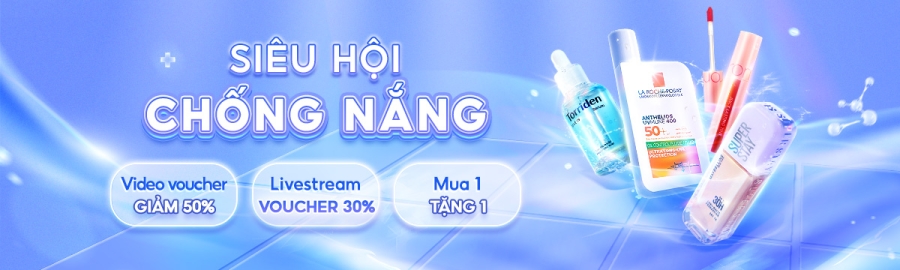 SIÊU HỘI
CHỐNG NẮNG
Video voucher
GIẢM 50%
Livestream
VOUCHER 30%
Mua 1
TẶNG 1
Torriden
LA ROCHE-POSAY
ANTHELIOS
UVMUNE 400
50+
SUPER
STAY
30H